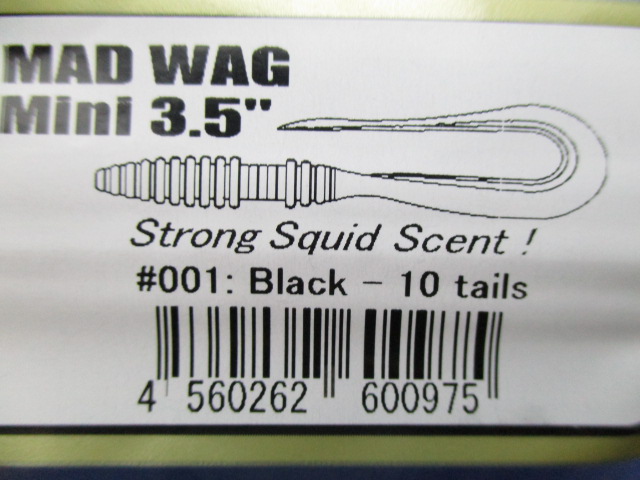 MAD WAG
Mini 3.5"
Strong Squid Scent !
#001: Black - 10 tails
4 560262 600975